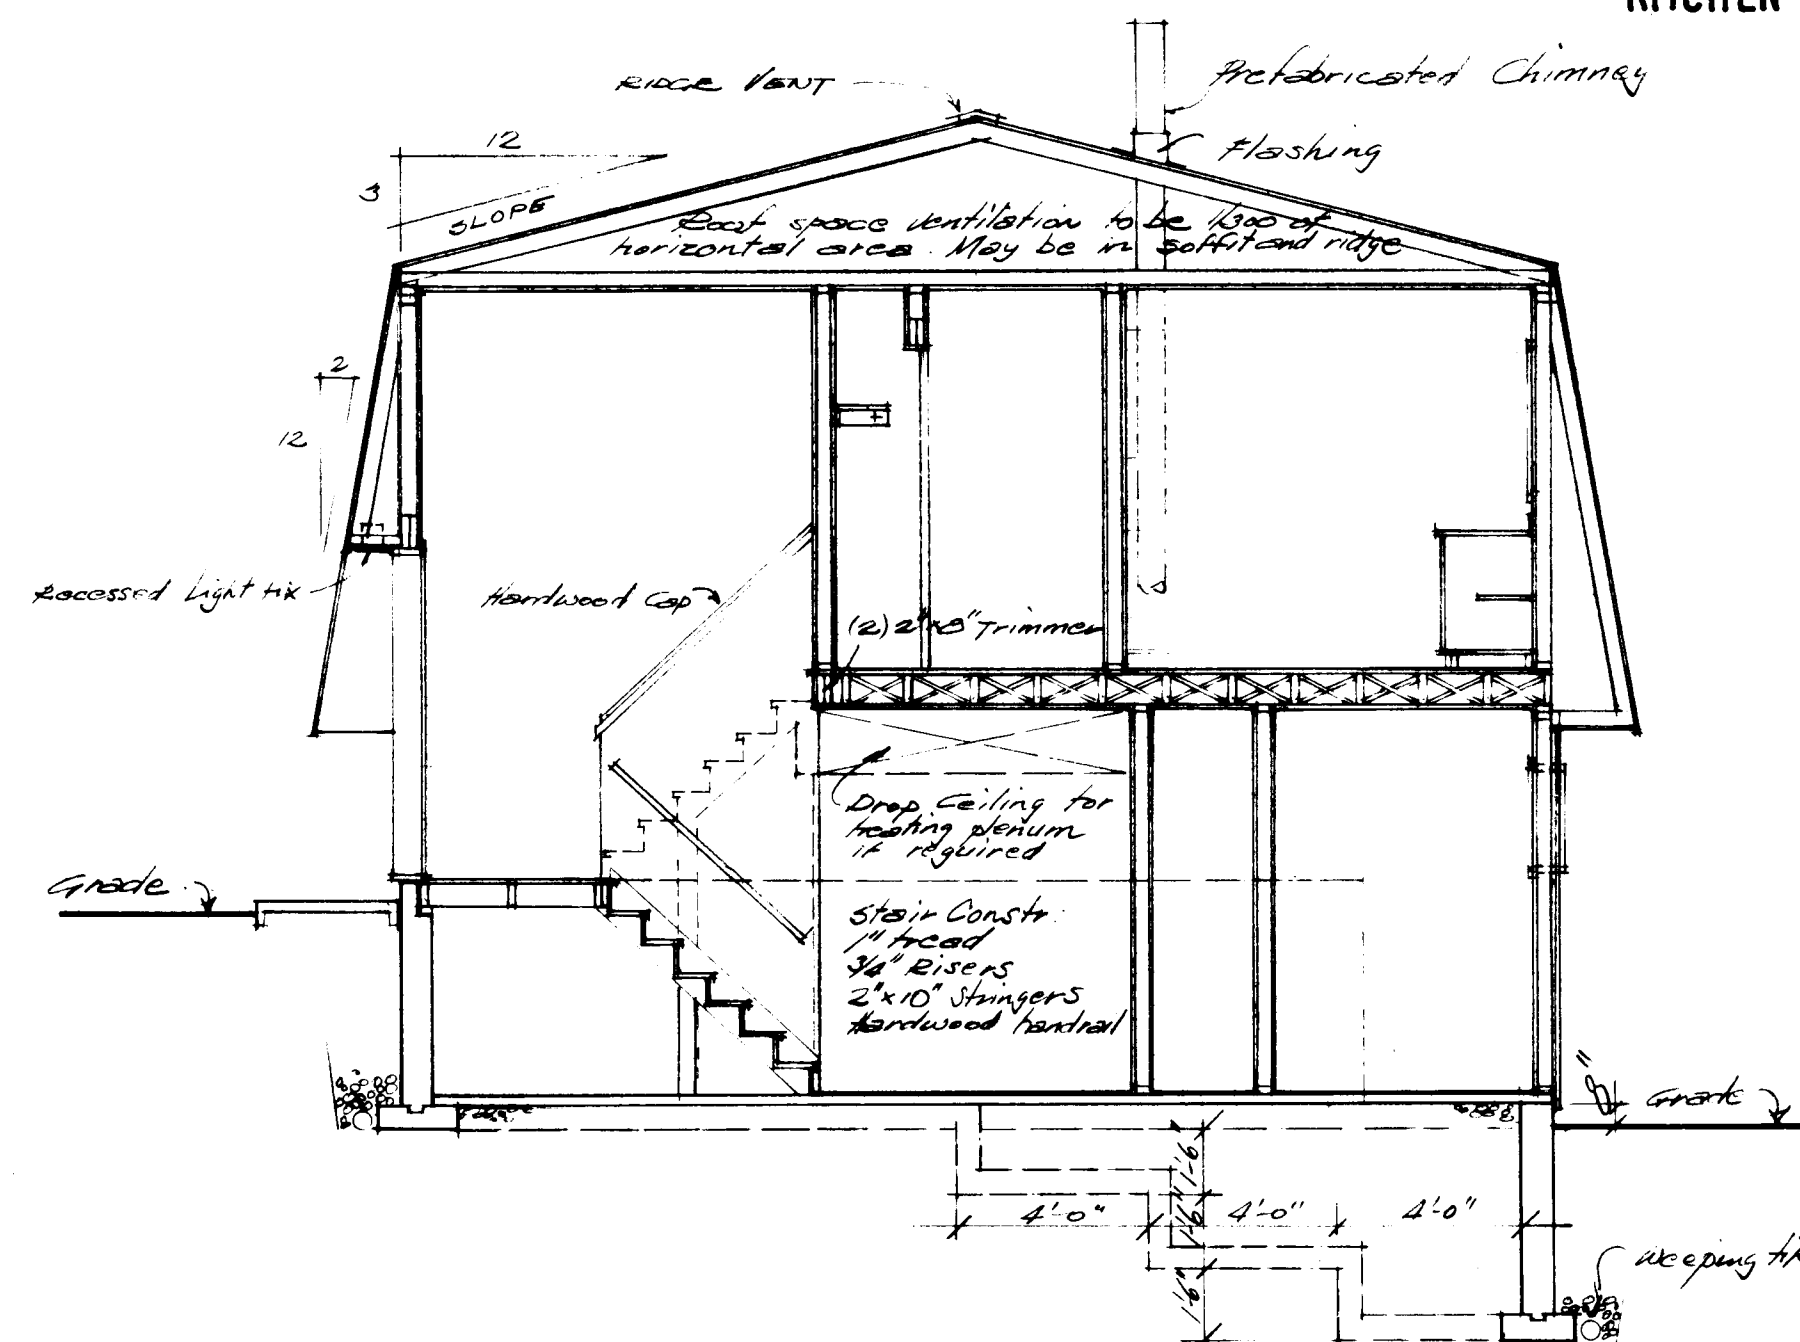 KITCHEN
RIDGE VENT
Prefabricated Chimney
12
Flashing
3
SLOPE
Roof space ventilation to be 1/300 of
horizontal area. May be in soffit and ridge
2
12
Recessed Light fix
Hardwood Cap
(2) 2"x8" Trimmer
Drop Ceiling for
heating plenum
if required
Grade
Stair Constr:
1" tread
3/4" Risers
2"x10" Stringers
Hardwood handrail
8"
Grade
1'-6"
4'-0"
1'-6"
4'-0"
4'-0"
1'-6"
Weeping